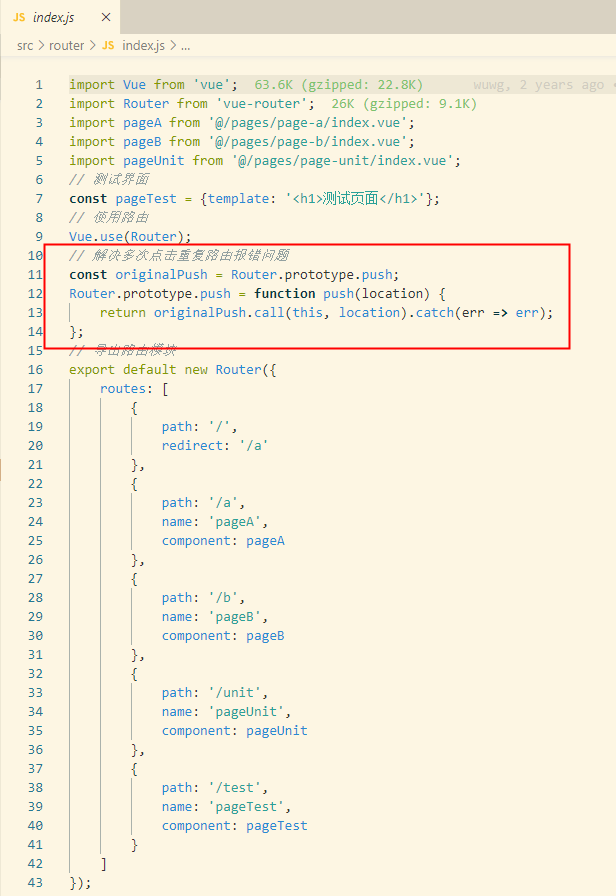 JS index.js ×
src > router > JS index.js > ...
1 import Vue from 'vue'; 63.6K (gzipped: 22.8K) wuwg, 2 years ago •
2 import Router from 'vue-router'; 26K (gzipped: 9.1K)
3 import pageA from '@/pages/page-a/index.vue';
4 import pageB from '@/pages/page-b/index.vue';
5 import pageUnit from '@/pages/page-unit/index.vue';
6 // 测试界面
7 const pageTest = {template: '<h1>测试页面</h1>'};
8 // 使用路由
9 Vue.use(Router);
10 // 解决多次点击重复路由报错问题
11 const originalPush = Router.prototype.push;
12 Router.prototype.push = function push(location) {
13 return originalPush.call(this, location).catch(err => err);
14 };
15 // 导出路由模块
16 export default new Router({
17 routes: [
18 {
19 path: '/',
20 redirect: '/a'
21 },
22 {
23 path: '/a',
24 name: 'pageA',
25 component: pageA
26 },
27 {
28 path: '/b',
29 name: 'pageB',
30 component: pageB
31 },
32 {
33 path: '/unit',
34 name: 'pageUnit',
35 component: pageUnit
36 },
37 {
38 path: '/test',
39 name: 'pageTest',
40 component: pageTest
41 }
42 ]
43 });